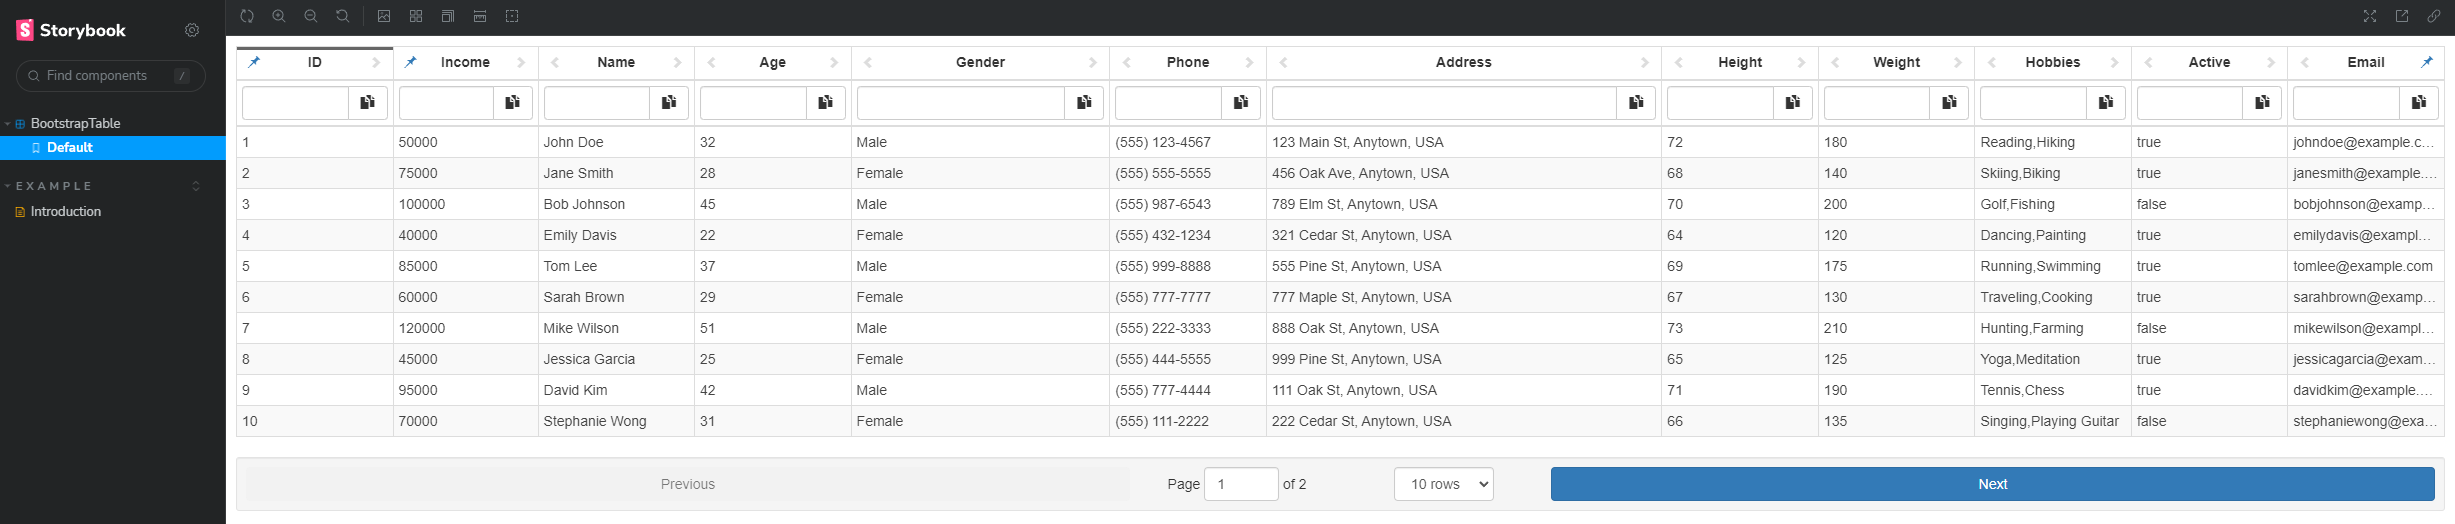 Storybook
Find components /
BootstrapTable
Default
EXAMPLE
Introduction
ID Income Name Age Gender Phone Address Height Weight Hobbies Active Email
1 50000 John Doe 32 Male (555) 123-4567 123 Main St, Anytown, USA 72 180 Reading,Hiking true johndoe@example.c...
2 75000 Jane Smith 28 Female (555) 555-5555 456 Oak Ave, Anytown, USA 68 140 Skiing,Biking true janesmith@example....
3 100000 Bob Johnson 45 Male (555) 987-6543 789 Elm St, Anytown, USA 70 200 Golf,Fishing false bobjohnson@examp...
4 40000 Emily Davis 22 Female (555) 432-1234 321 Cedar St, Anytown, USA 64 120 Dancing,Painting true emilydavis@exampl...
5 85000 Tom Lee 37 Male (555) 999-8888 555 Pine St, Anytown, USA 69 175 Running,Swimming true tomlee@example.com
6 60000 Sarah Brown 29 Female (555) 777-7777 777 Maple St, Anytown, USA 67 130 Traveling,Cooking true sarahbrown@examp...
7 120000 Mike Wilson 51 Male (555) 222-3333 888 Oak St, Anytown, USA 73 210 Hunting,Farming false mikewilson@exampl...
8 45000 Jessica Garcia 25 Female (555) 444-5555 999 Pine St, Anytown, USA 65 125 Yoga,Meditation true jessicagarcia@exam...
9 95000 David Kim 42 Male (555) 777-4444 111 Oak St, Anytown, USA 71 190 Tennis,Chess true davidkim@example....
10 70000 Stephanie Wong 31 Female (555) 111-2222 222 Cedar St, Anytown, USA 66 135 Singing,Playing Guitar false stephaniewong@exa...
Previous Page 1 of 2 10 rows Next